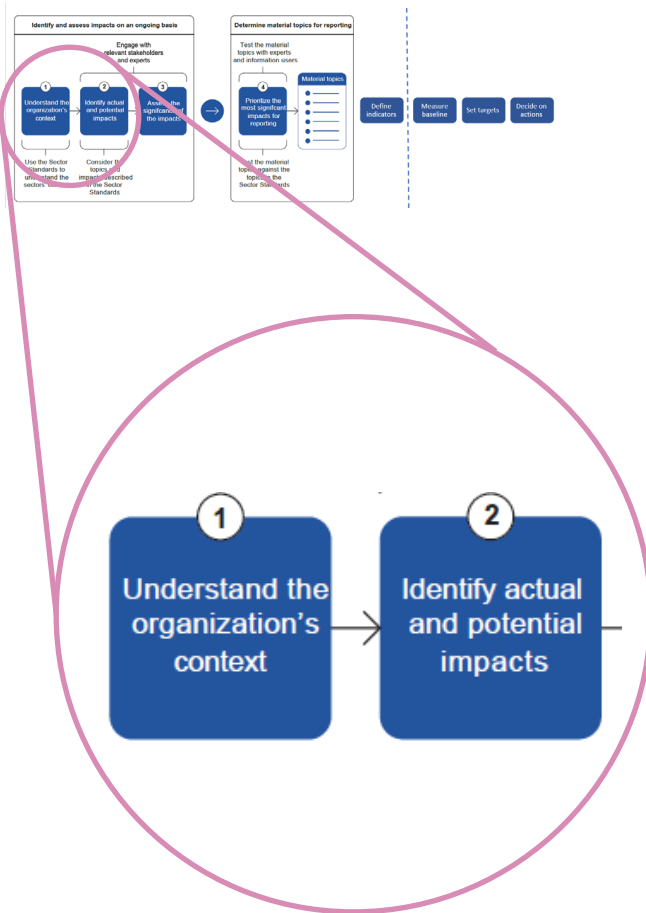 Identify and assess impacts on an ongoing basis
Engage with
relevant stakeholders
and experts
1
Understand the
organization's
context
2
Identify actual
and potential
impacts
3
Assess the
significance of
the impacts
Use the Sector
Standards to
understand the
sectors'
Consider the
topics and
impacts described
in the Sector
Standards
Determine material topics for reporting
Test the material
topics with experts
and information users
4
Prioritize the
most significant
impacts for
reporting
Material topics
Test the material
topics against the
topics in the
Sector Standards
Define
indicators
Measure
baseline
Set targets
Decide on
actions
1
Understand the
organization's
context
2
Identify actual
and potential
impacts